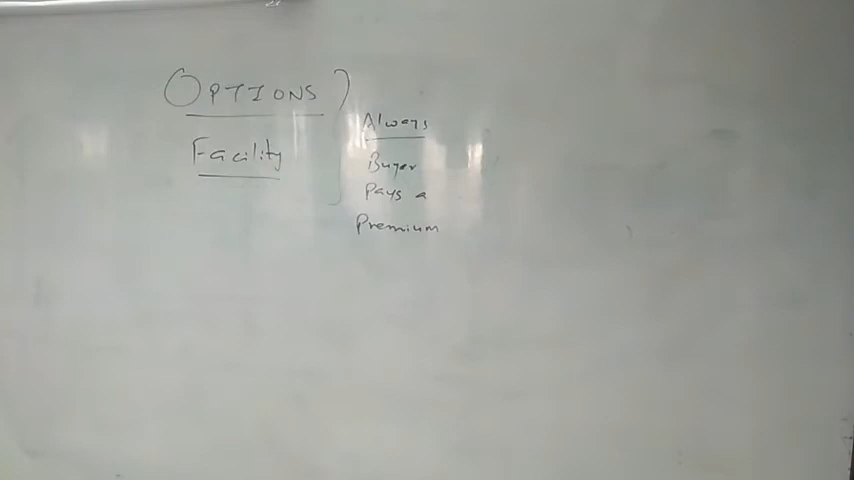 OPTIONS
Facility
Always
Buyer
Pays a
Premium